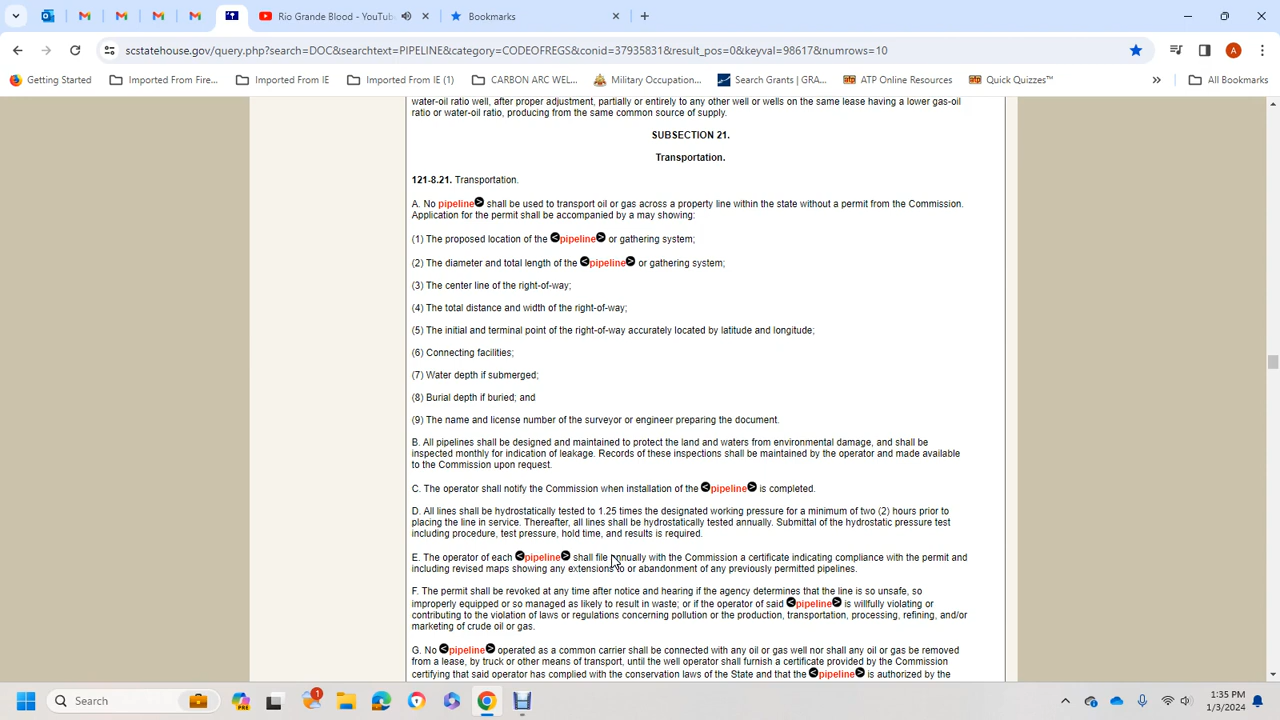 Rio Grande Blood - YouTube
Bookmarks
scstatehouse.gov/query.php?search=DOC&searchtext=PIPELINE&category=CODEOFREGS&conid=37935831&result_pos=0&keyval=98617&numrows=10
A
Getting Started
Imported From Fire...
Imported From IE
Imported From IE (1)
CARBON ARC WEL...
Military Occupation...
Search Grants | GRA...
ATP Online Resources
Quick Quizzes™
All Bookmarks
water-oil ratio well, after proper adjustment, partially or entirely to any other well or wells on the same lease having a lower gas-oil
ratio or water-oil ratio, producing from the same common source of supply.
SUBSECTION 21.
Transportation.
121-8.21. Transportation.
A. No pipeline> shall be used to transport oil or gas across a property line within the state without a permit from the Commission.
Application for the permit shall be accompanied by a may showing:
(1) The proposed location of the <pipeline> or gathering system;
(2) The diameter and total length of the <pipeline> or gathering system;
(3) The center line of the right-of-way;
(4) The total distance and width of the right-of-way;
(5) The initial and terminal point of the right-of-way accurately located by latitude and longitude;
(6) Connecting facilities;
(7) Water depth if submerged;
(8) Burial depth if buried; and
(9) The name and license number of the surveyor or engineer preparing the document.
B. All pipelines shall be designed and maintained to protect the land and waters from environmental damage, and shall be
inspected monthly for indication of leakage. Records of these inspections shall be maintained by the operator and made available
to the Commission upon request.
C. The operator shall notify the Commission when installation of the <pipeline> is completed.
D. All lines shall be hydrostatically tested to 1.25 times the designated working pressure for a minimum of two (2) hours prior to
placing the line in service. Thereafter, all lines shall be hydrostatically tested annually. Submittal of the hydrostatic pressure test
including procedure, test pressure, hold time, and results is required.
E. The operator of each <pipeline> shall file annually with the Commission a certificate indicating compliance with the permit and
including revised maps showing any extensions to or abandonment of any previously permitted pipelines.
F. The permit shall be revoked at any time after notice and hearing if the agency determines that the line is so unsafe, so
improperly equipped or so managed as likely to result in waste; or if the operator of said <pipeline> is willfully violating or
contributing to the violation of laws or regulations concerning pollution or the production, transportation, processing, refining, and/or
marketing of crude oil or gas.
G. No <pipeline> operated as a common carrier shall be connected with any oil or gas well nor shall any oil or gas be removed
from a lease, by truck or other means of transport, until the well operator shall furnish a certificate provided by the Commission
certifying that said operator has complied with the conservation laws of the State and that the <pipeline> is authorized by the
Search
PRE
1
1:35 PM
1/3/2024